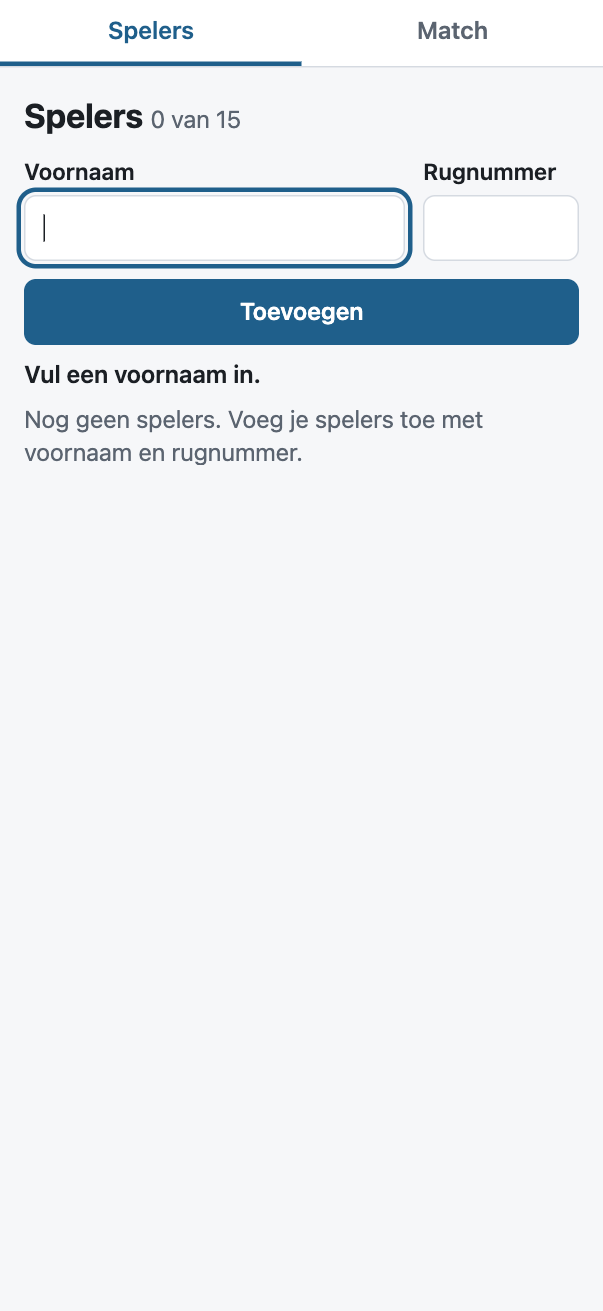 Spelers
Match
Spelers 0 van 15
Voornaam
Rugnummer
Toevoegen
Vul een voornaam in.
Nog geen spelers. Voeg je spelers toe met
voornaam en rugnummer.